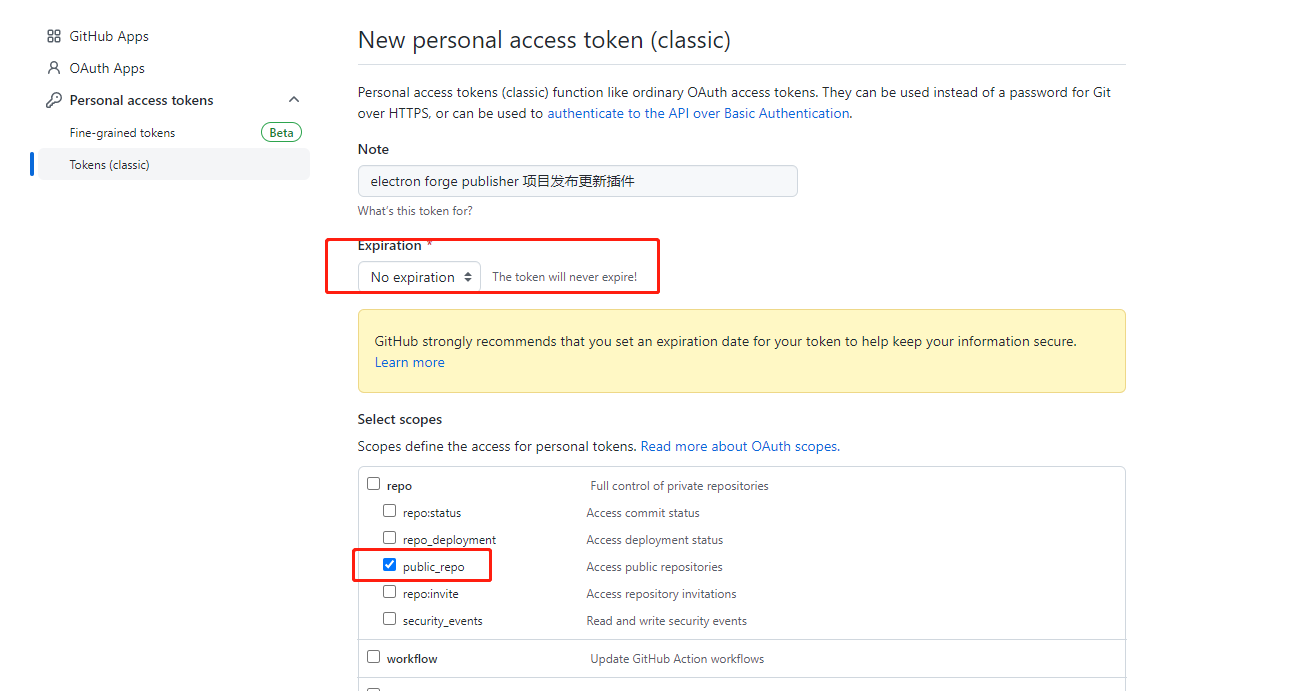 GitHub Apps
OAuth Apps
Personal access tokens
Fine-grained tokens Beta
Tokens (classic)
New personal access token (classic)
Personal access tokens (classic) function like ordinary OAuth access tokens. They can be used instead of a password for Git
over HTTPS, or can be used to authenticate to the API over Basic Authentication.
Note
electron forge publisher 项目发布更新插件
What's this token for?
Expiration *
No expiration The token will never expire!
GitHub strongly recommends that you set an expiration date for your token to help keep your information secure.
Learn more
Select scopes
Scopes define the access for personal tokens. Read more about OAuth scopes.
repo Full control of private repositories
repo:status Access commit status
repo_deployment Access deployment status
public_repo Access public repositories
repo:invite Access repository invitations
security_events Read and write security events
workflow Update GitHub Action workflows